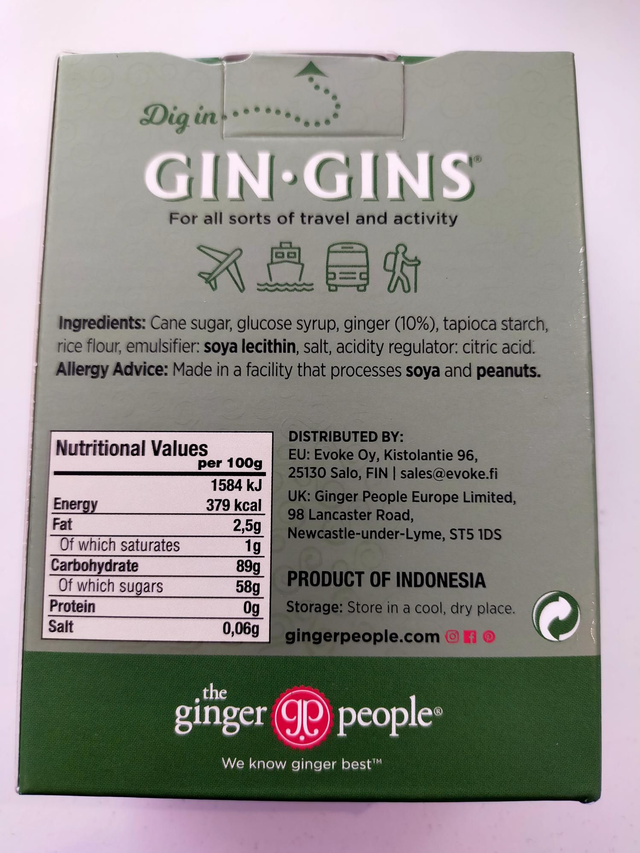 Dig in
GIN·GINS®
For all sorts of travel and activity
Ingredients: Cane sugar, glucose syrup, ginger (10%), tapioca starch,
rice flour, emulsifier: soya lecithin, salt, acidity regulator: citric acid.
Allergy Advice: Made in a facility that processes soya and peanuts.
Nutritional Values
per 100g
1584 kJ
Energy 379 kcal
Fat 2,5g
Of which saturates 1g
Carbohydrate 89g
Of which sugars 58g
Protein 0g
Salt 0,06g
DISTRIBUTED BY:
EU: Evoke Oy, Kistolantie 96,
25130 Salo, FIN | sales@evoke.fi
UK: Ginger People Europe Limited,
98 Lancaster Road,
Newcastle-under-Lyme, ST5 1DS
PRODUCT OF INDONESIA
Storage: Store in a cool, dry place.
gingerpeople.com
the
ginger gp people®
We know ginger best™